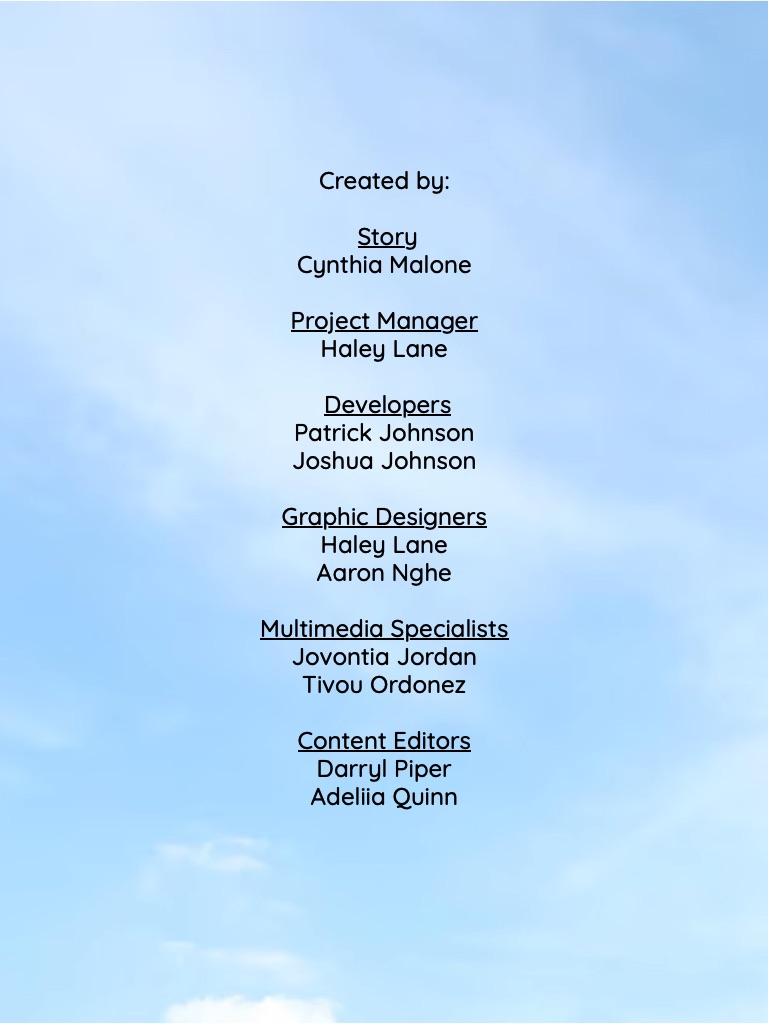 Created by:
Story
Cynthia Malone
Project Manager
Haley Lane
Developers
Patrick Johnson
Joshua Johnson
Graphic Designers
Haley Lane
Aaron Nghe
Multimedia Specialists
Jovontia Jordan
Tivou Ordonez
Content Editors
Darryl Piper
Adeliia Quinn